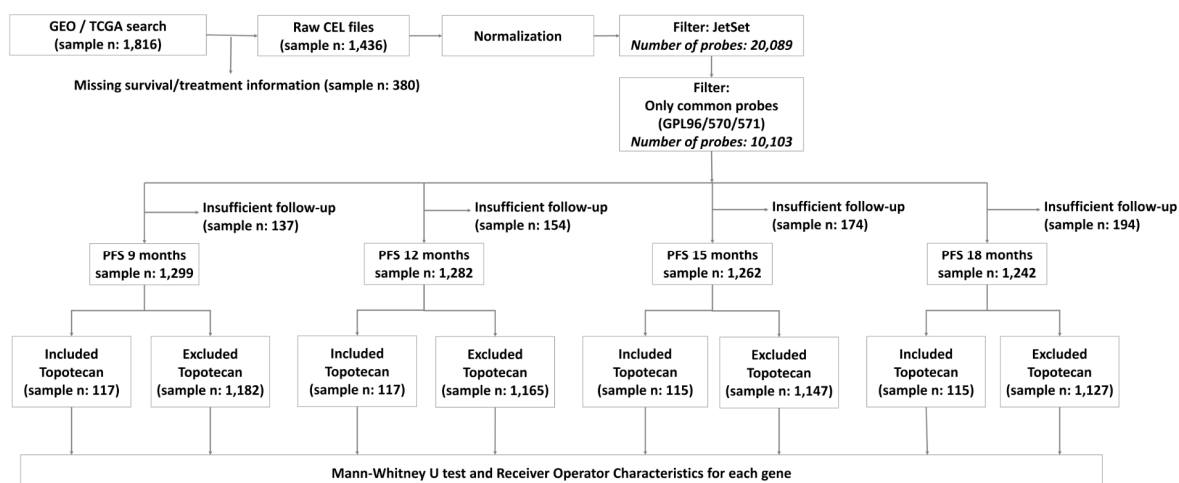 GEO / TCGA search
(sample n: 1,816)
Raw CEL files
(sample n: 1,436)
Normalization
Filter: JetSet
Number of probes: 20,089
Missing survival/treatment information (sample n: 380)
Filter:
Only common probes
(GPL96/570/571)
Number of probes: 10,103
Insufficient follow-up
(sample n: 137)
Insufficient follow-up
(sample n: 154)
Insufficient follow-up
(sample n: 174)
Insufficient follow-up
(sample n: 194)
PFS 9 months
sample n: 1,299
PFS 12 months
sample n: 1,282
PFS 15 months
sample n: 1,262
PFS 18 months
sample n: 1,242
Included
Topotecan
(sample n: 117)
Excluded
Topotecan
(sample n: 1,182)
Included
Topotecan
(sample n: 117)
Excluded
Topotecan
(sample n: 1,165)
Included
Topotecan
(sample n: 115)
Excluded
Topotecan
(sample n: 1,147)
Included
Topotecan
(sample n: 115)
Excluded
Topotecan
(sample n: 1,127)
Mann-Whitney U test and Receiver Operator Characteristics for each gene